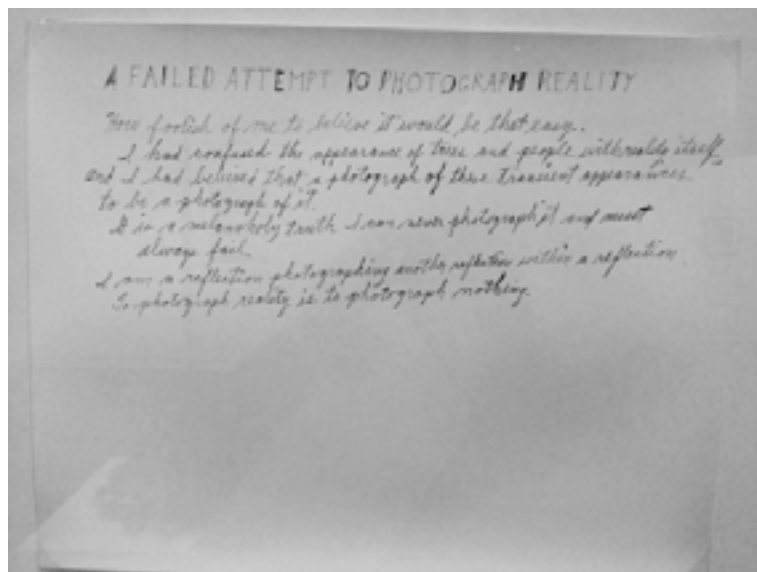 A FAILED ATTEMPT TO PHOTOGRAPH REALITY
How foolish of me to believe it would be that easy.
I had confused the appearance of trees and people with reality itself,
and I had believed that a photograph of these transient appearances
to be a photograph of it.
It is a melancholy truth I can never photograph it and must
always fail.
I am a reflection photographing another reflection within a reflection.
To photograph reality is to photograph nothing.